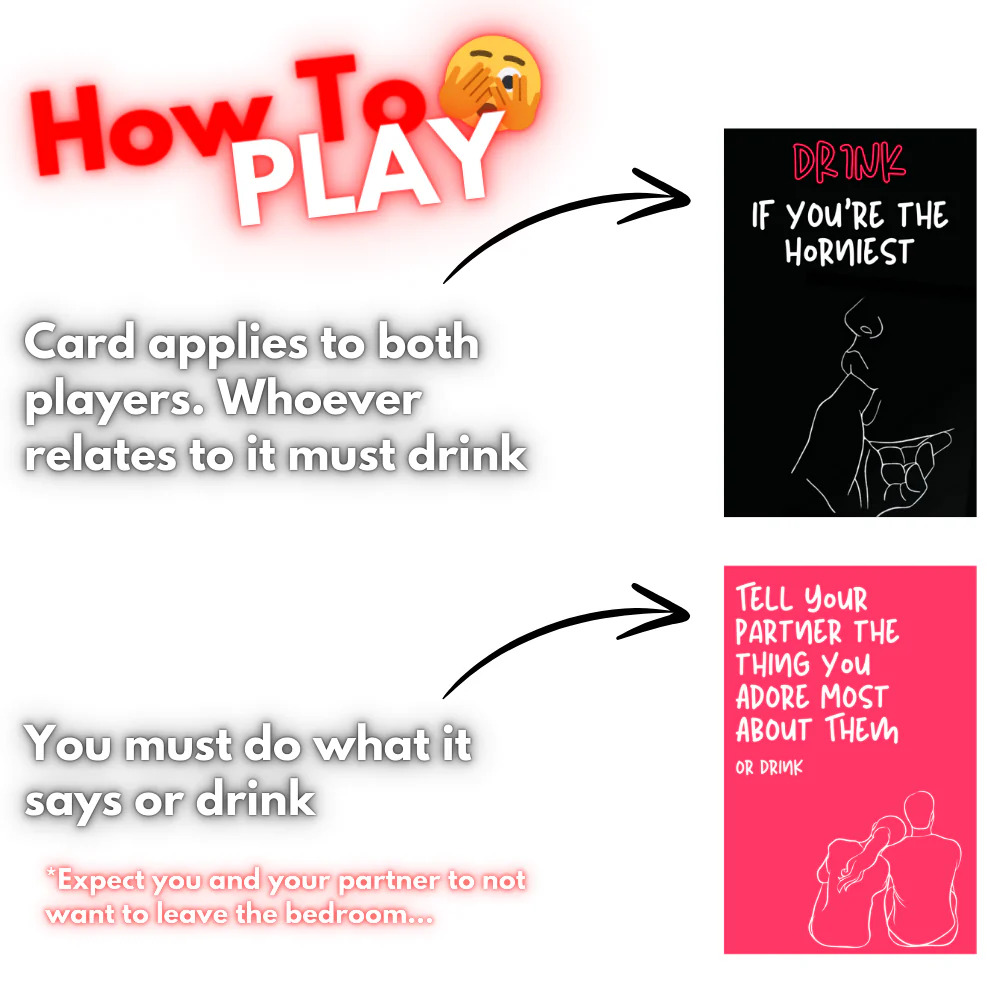 How To
PLAY
DRINK
IF YOU'RE THE
HORNIEST
Card applies to both
players. Whoever
relates to it must drink
TELL YOUR
PARTNER THE
THING YOU
ADORE MOST
ABOUT THEM
OR DRINK
You must do what it
says or drink
*Expect you and your partner to not
want to leave the bedroom...